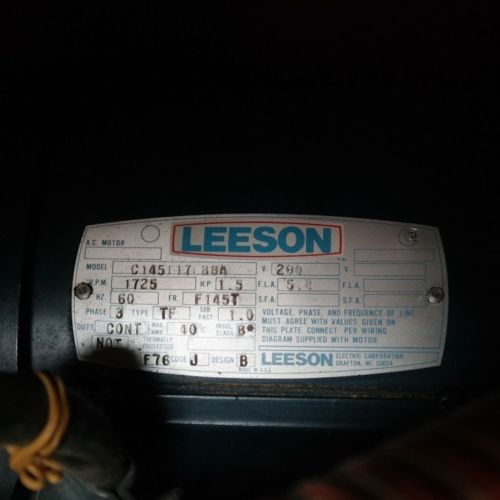 LEESON
A.C. MOTOR
MODEL C145T17FB8A V. 200 V.
R.P.M. 1725 H.P. 1.5 F.L.A. F.L.A.
HZ. 60 FR. F145T S.F.A. S.F.A.
PHASE 3 TYPE TF SER. FACT 1.0 VOLTAGE, PHASE, AND FREQUENCY OF LINE
MUST AGREE WITH VALUES GIVEN ON
DUTY CONT MAX. AMB. 40°C INSUL. CLASS B* THIS PLATE CONNECT PER WIRING
NOT THERMALLY PROTECTED DIAGRAM SUPPLIED WITH MOTOR.
F76 CODE J DESIGN B LEESON ELECTRIC CORPORATION
GRAFTON, WI. 53024
MADE IN U.S.A.